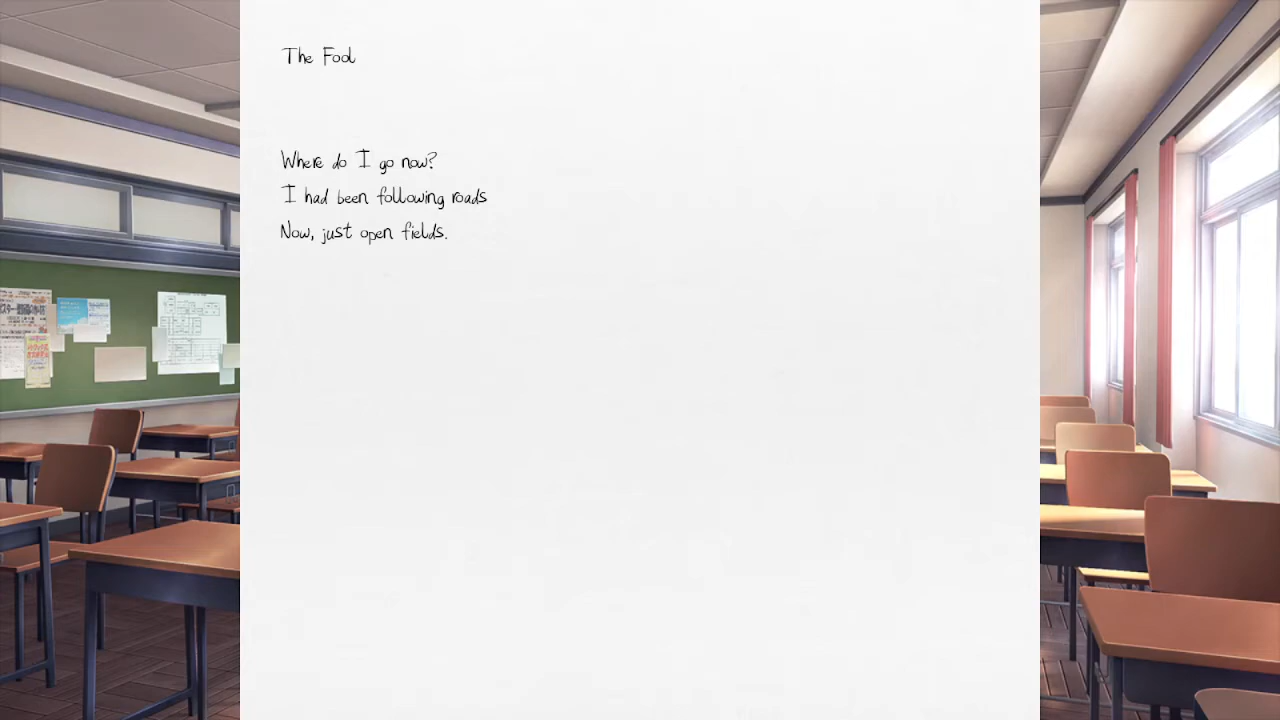 The Fool
Where do I go now?
I had been following roads
Now, just open fields.